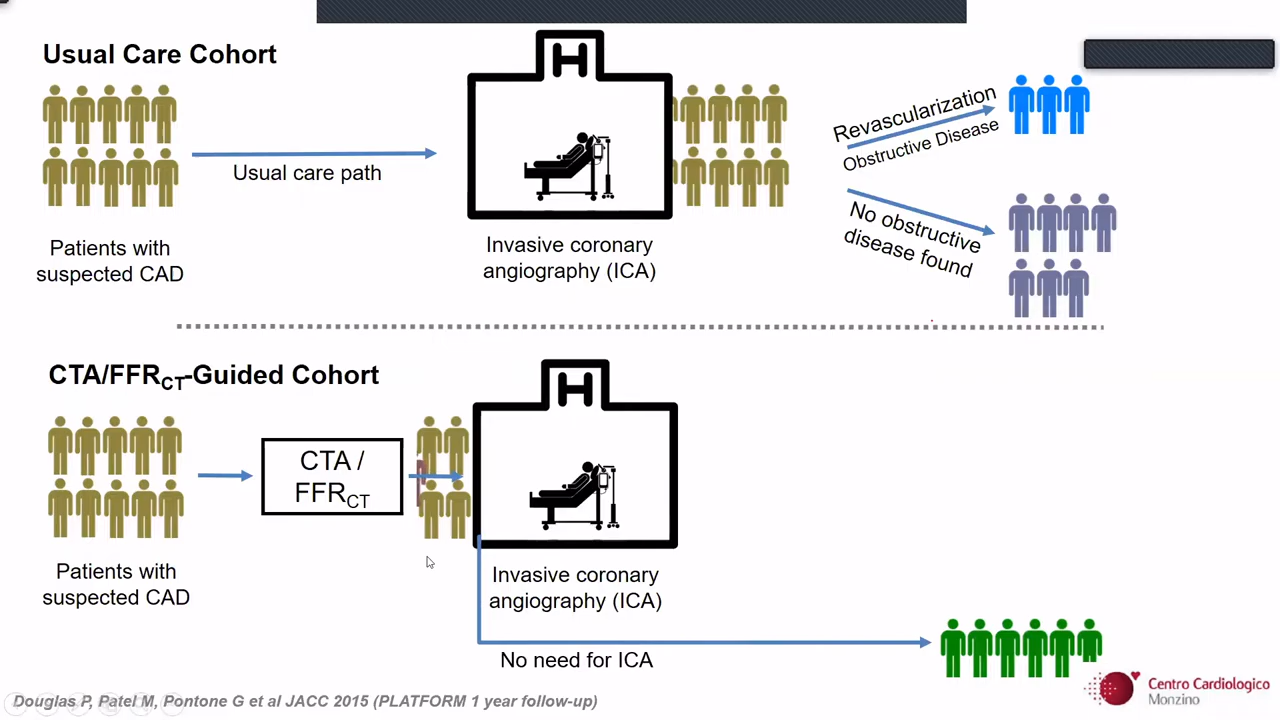 Usual Care Cohort
H
Usual care path
Patients with
suspected CAD
Invasive coronary
angiography (ICA)
Revascularization
Obstructive Disease
No obstructive
disease found
CTA/FFRCT-Guided Cohort
H
CTA /
FFRCT
Patients with
suspected CAD
Invasive coronary
angiography (ICA)
No need for ICA
Douglas P, Patel M, Pontone G et al JACC 2015 (PLATFORM 1 year follow-up)
Centro Cardiologico
Monzino